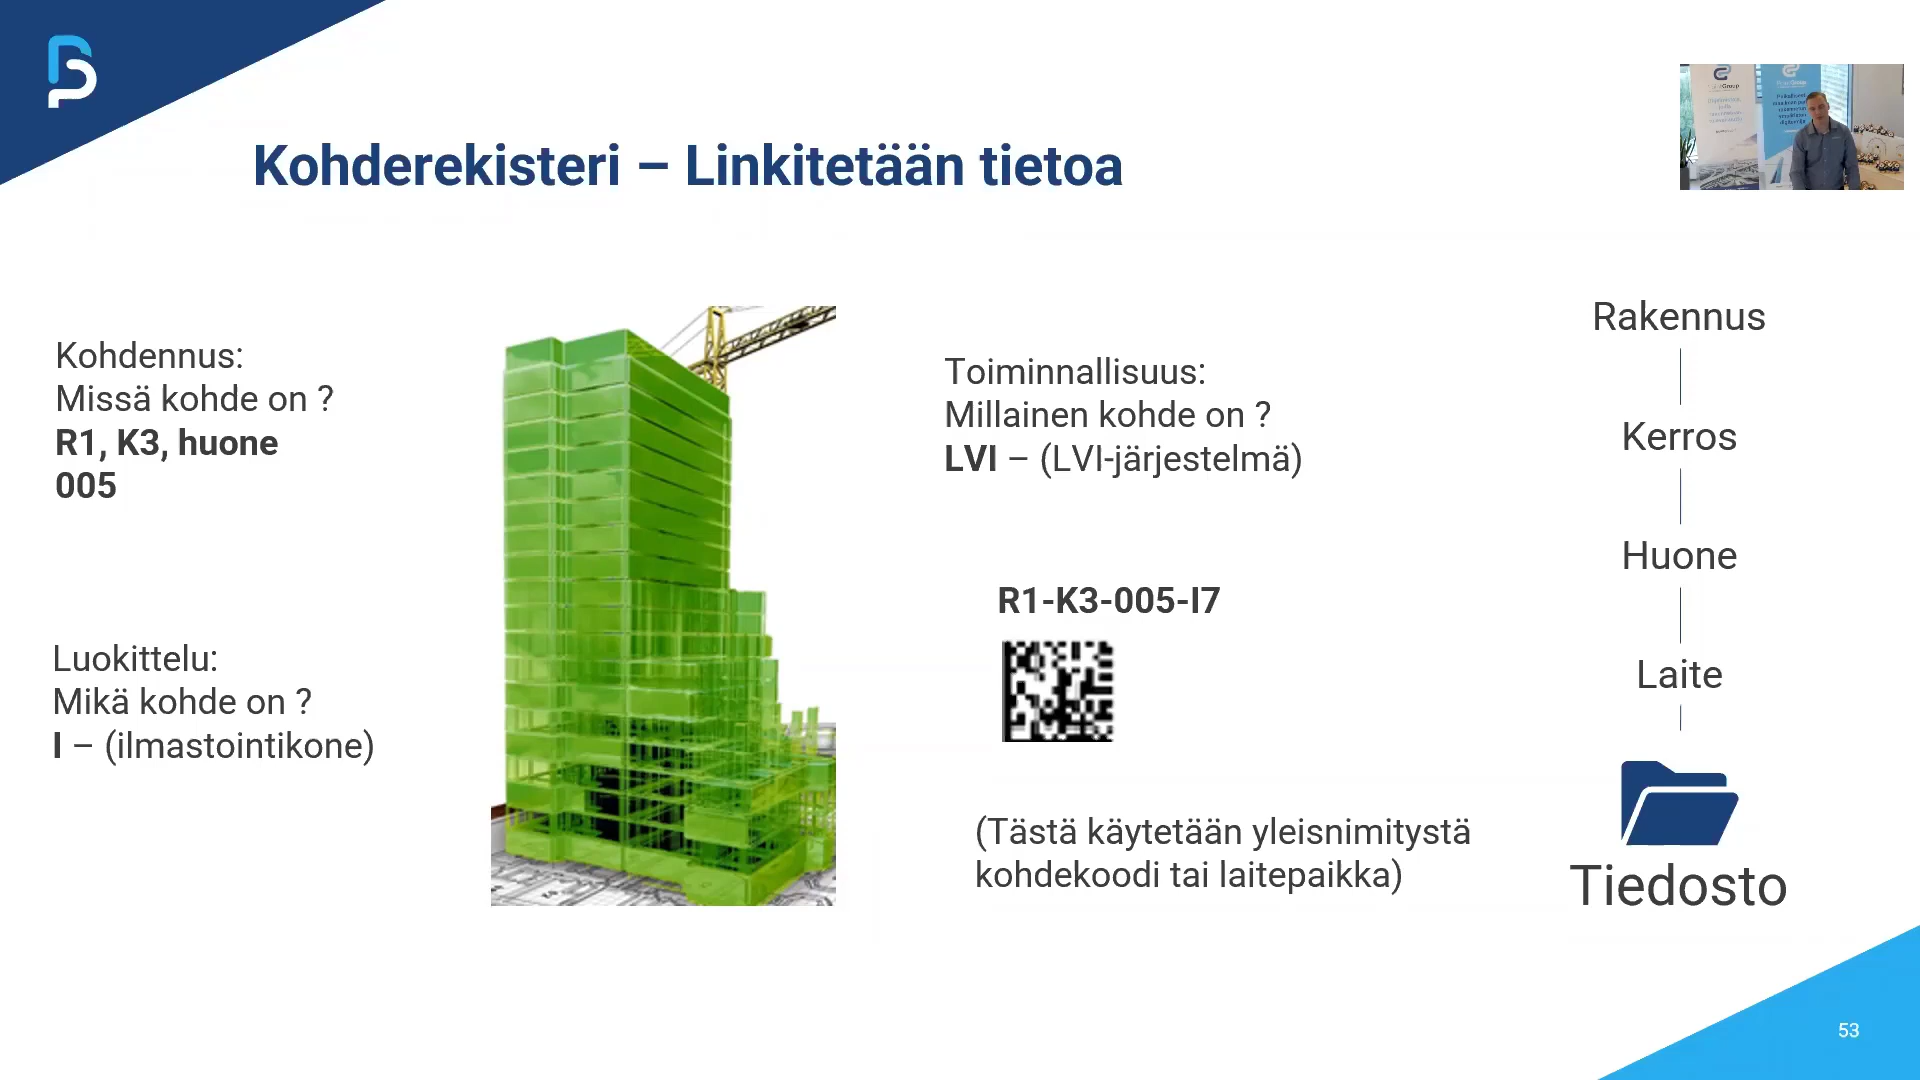 Kohderekisteri – Linkitetään tietoa
Kohdennus:
Missä kohde on ?
R1, K3, huone
005
Luokittelu:
Mikä kohde on ?
I – (ilmastointikone)
Toiminnallisuus:
Millainen kohde on ?
LVI – (LVI-järjestelmä)
R1-K3-005-I7
(Tästä käytetään yleisnimitystä
kohdekoodi tai laitepaikka)
Rakennus
Kerros
Huone
Laite
Tiedosto
53